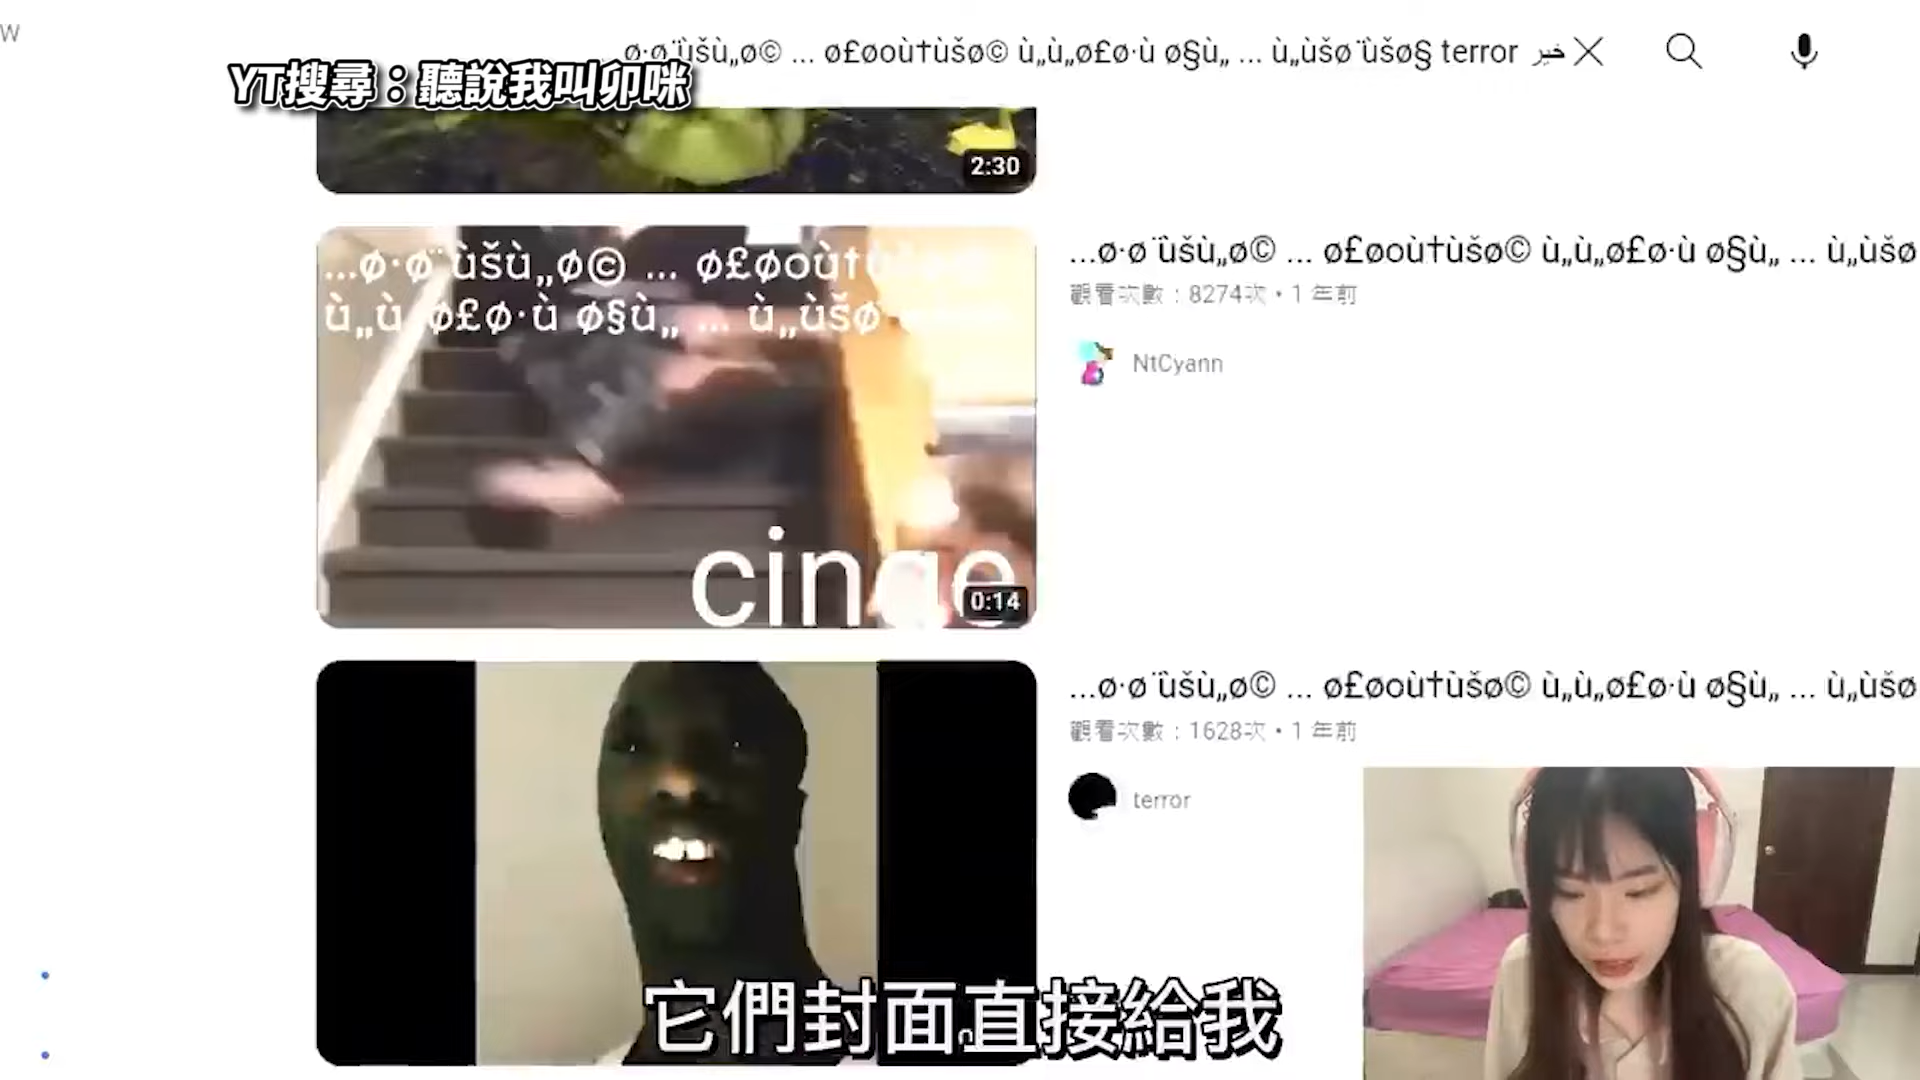 W
ø·ø¨ùšù„ø© ... ø£øoù†ùšø© ù„ù„ø£ø·ù ø§ù„ ... ù„ùšø¨ùšø§ terror خير
YT搜尋：聽說我叫卯咪
2:30
...ø·ø¨ùšù„ø© ... ø£øoù†ù
ù„ù ø£ø·ù ø§ù„ ... ù„ùšø
cinge
0:14
...ø·ø¨ùšù„ø© ... ø£øoù†ùšø© ù„ù„ø£ø·ù ø§ù„ ... ù„ùšø
觀看次數：8274次・1 年前
NtCyann
...ø·ø¨ùšù„ø© ... ø£øoù†ùšø© ù„ù„ø£ø·ù ø§ù„ ... ù„ùšø
觀看次數：1628次・1 年前
terror
它們封面直接給我